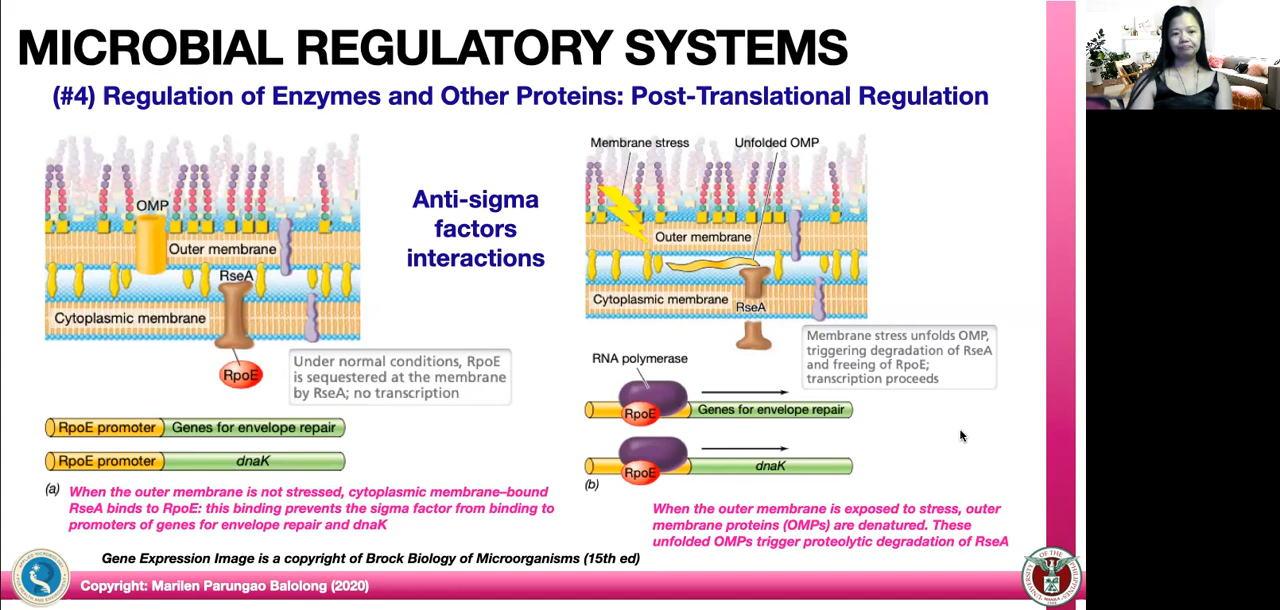 MICROBIAL REGULATORY SYSTEMS
(#4) Regulation of Enzymes and Other Proteins: Post-Translational Regulation
OMP
Outer membrane
RseA
Cytoplasmic membrane
RpoE
Under normal conditions, RpoE
is sequestered at the membrane
by RseA; no transcription
RpoE promoter
Genes for envelope repair
RpoE promoter
dnaK
(a)
When the outer membrane is not stressed, cytoplasmic membrane–bound
RseA binds to RpoE: this binding prevents the sigma factor from binding to
promoters of genes for envelope repair and dnaK
Anti-sigma
factors
interactions
Membrane stress
Unfolded OMP
Outer membrane
Cytoplasmic membrane
RseA
Membrane stress unfolds OMP,
triggering degradation of RseA
and freeing of RpoE;
transcription proceeds
RNA polymerase
RpoE
Genes for envelope repair
RpoE
dnaK
(b)
When the outer membrane is exposed to stress, outer
membrane proteins (OMPs) are denatured. These
unfolded OMPs trigger proteolytic degradation of RseA
Gene Expression Image is a copyright of Brock Biology of Microorganisms (15th ed)
Copyright: Marilen Parungao Balolong (2020)